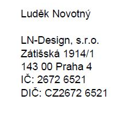 Luděk Novotný
LN-Design, s.r.o.
Zátišská 1914/1
143 00 Praha 4
IČ: 2672 6521
DIČ: CZ2672 6521